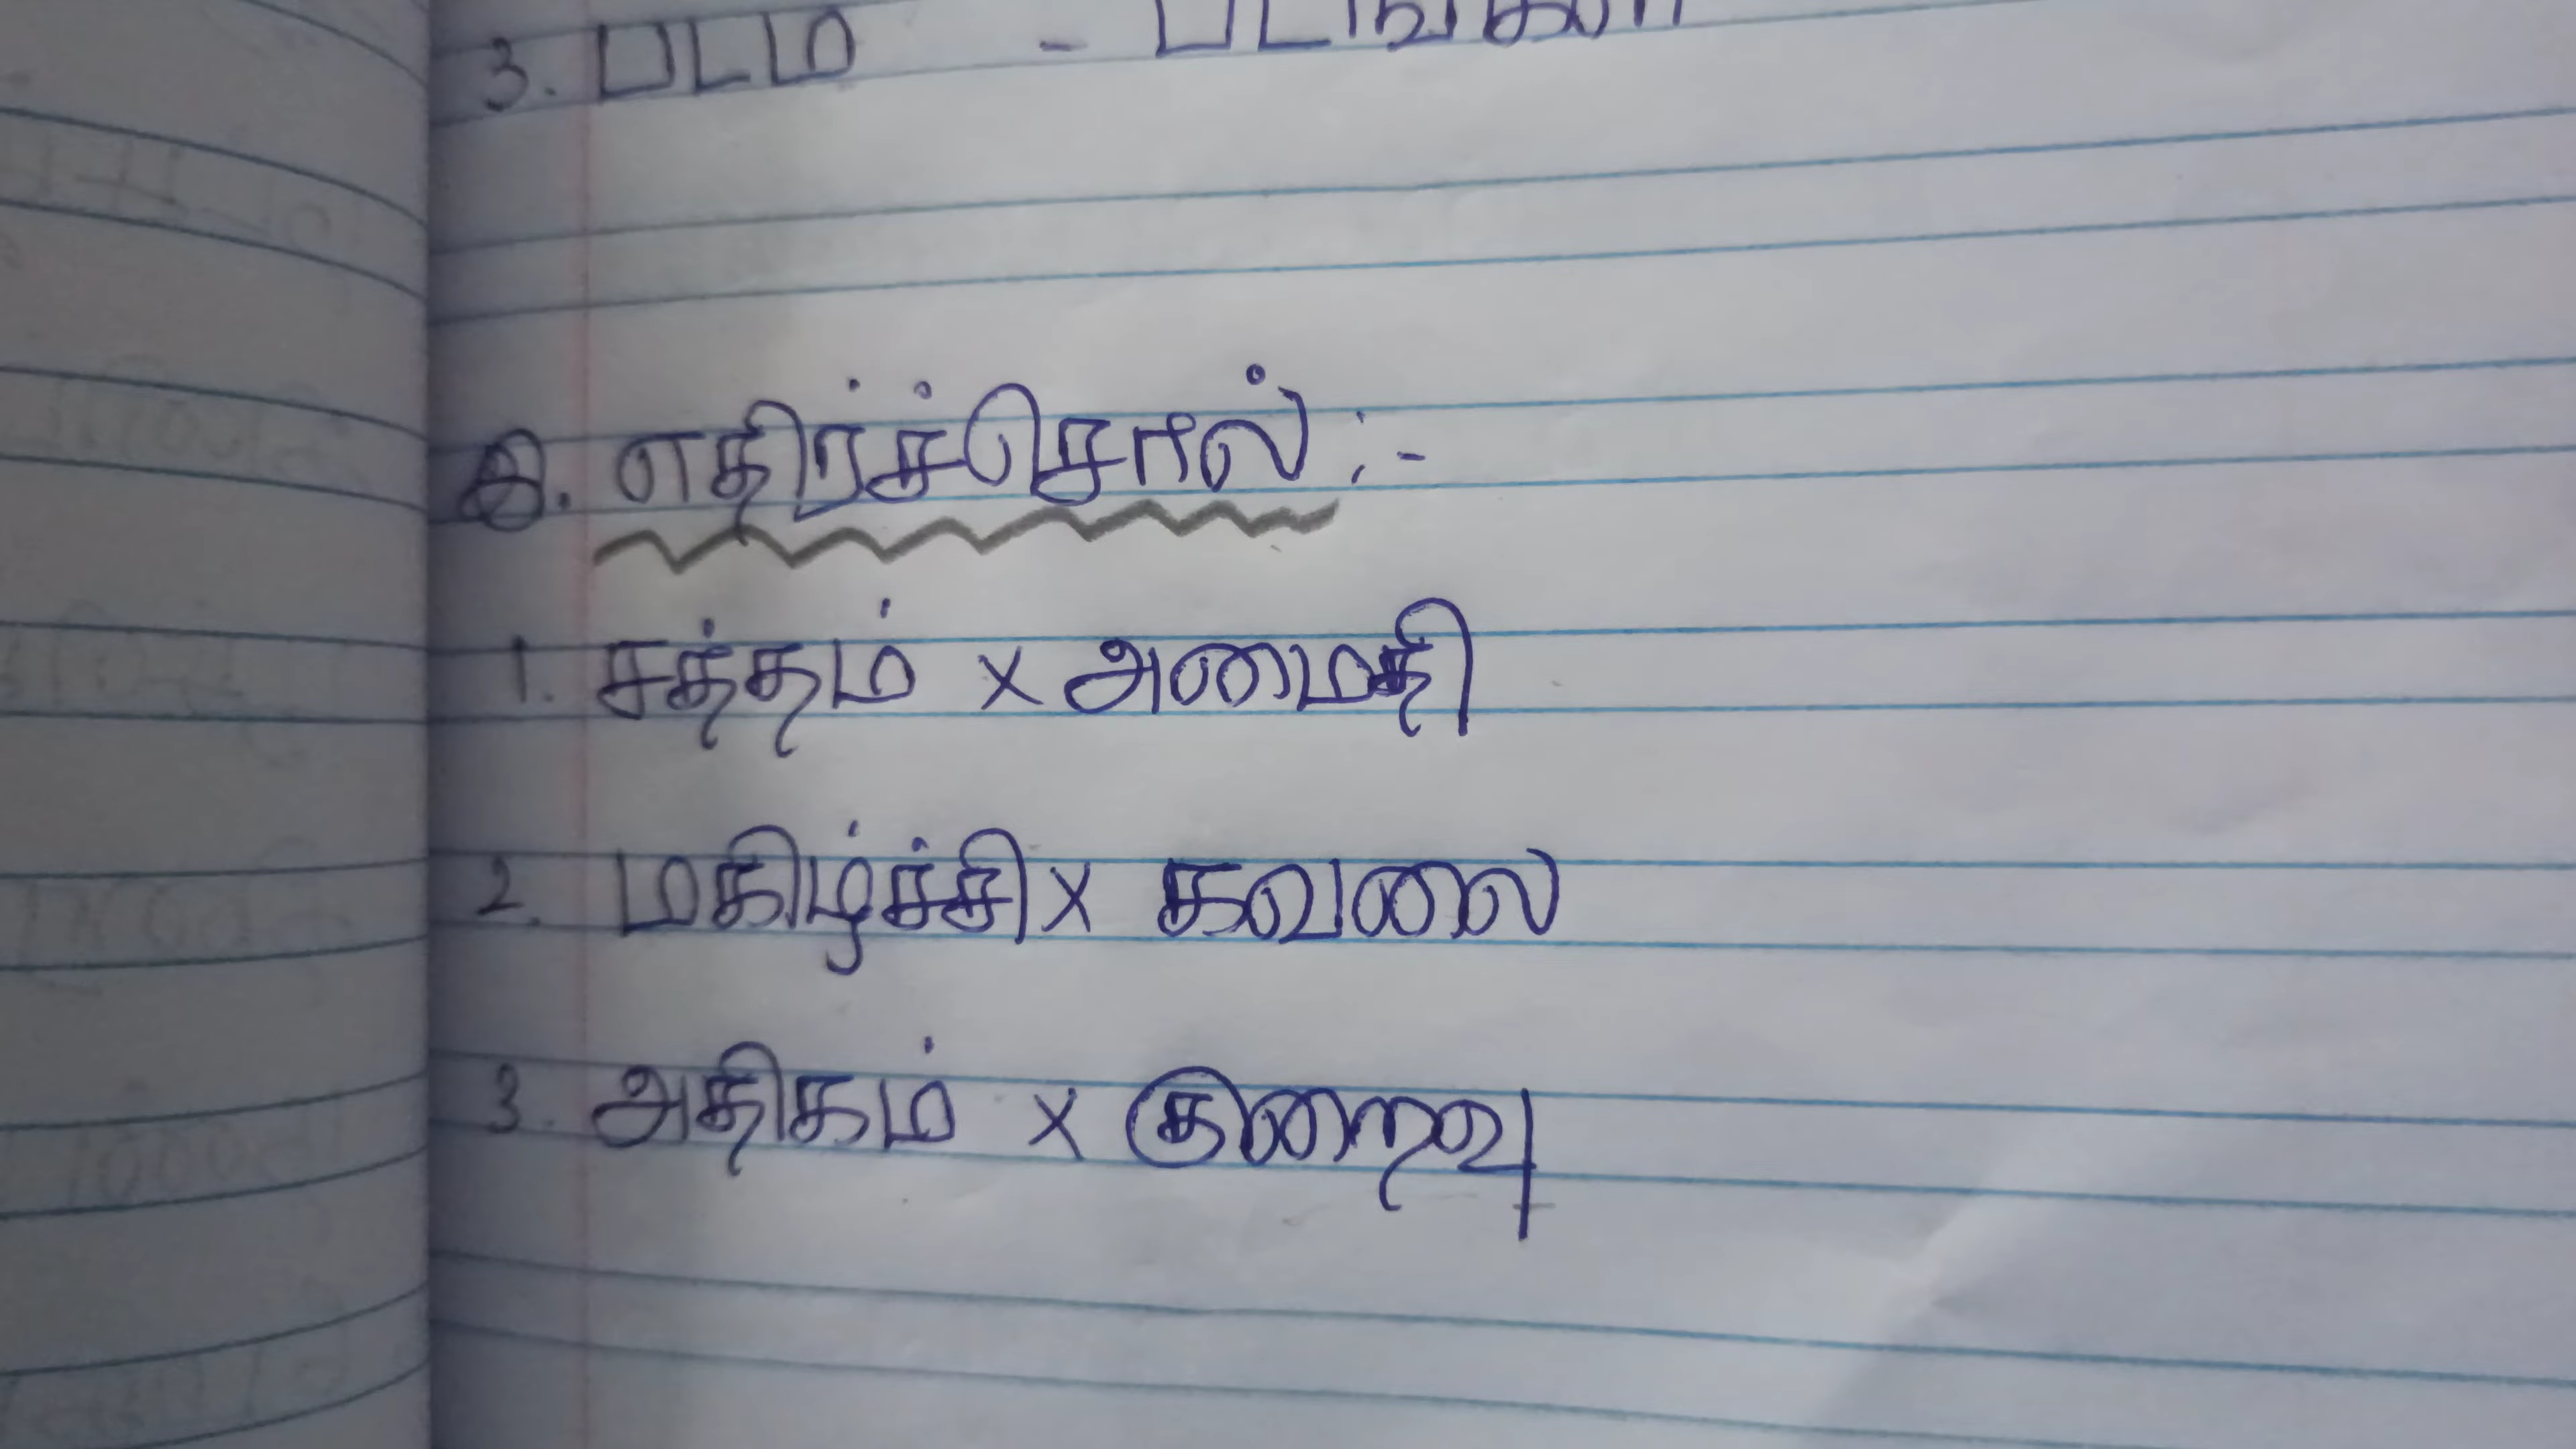 3. படம் - படங்கள்
இ. எதிர்ச்சொல் :-
1. சத்தம் x அமைதி
2. மகிழ்ச்சி x கவலை
3. அதிகம் x குறைவு